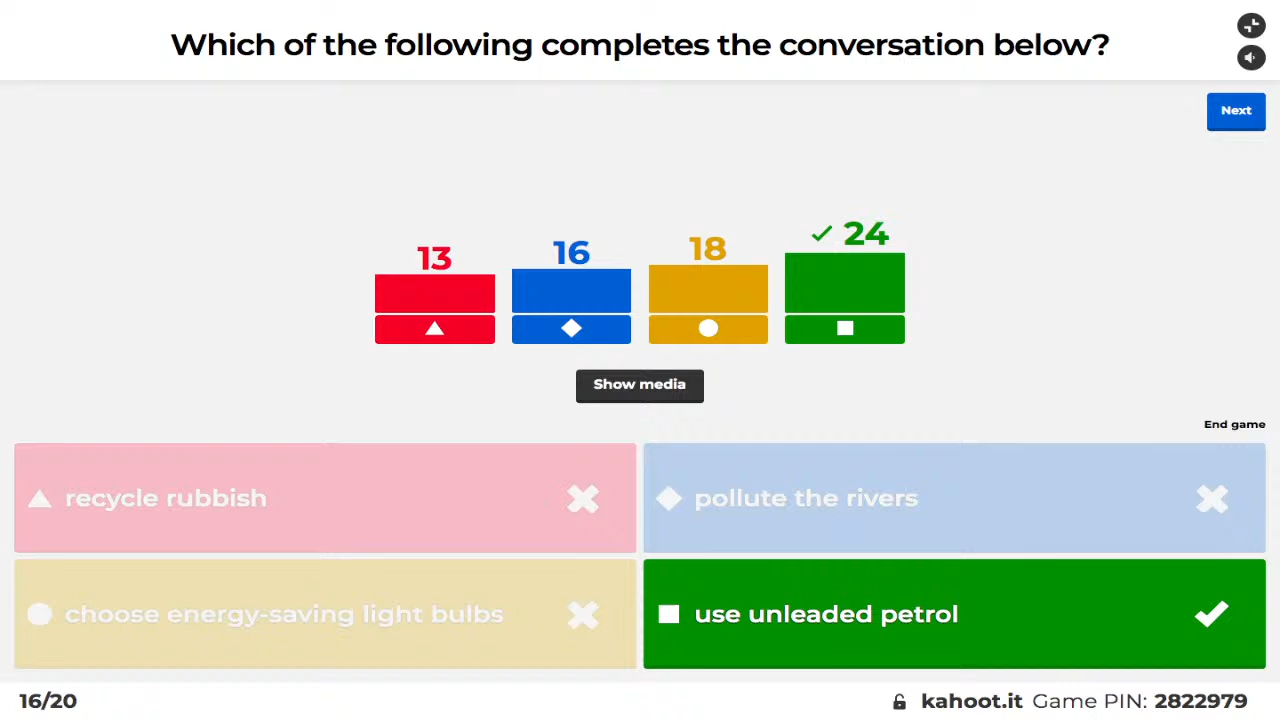 Which of the following completes the conversation below?
Next
13
16
18
24
Show media
End game
recycle rubbish
pollute the rivers
choose energy-saving light bulbs
use unleaded petrol
16/20
kahoot.it Game PIN: 2822979